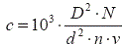 c = 10³ · D² · N / d² · n · v